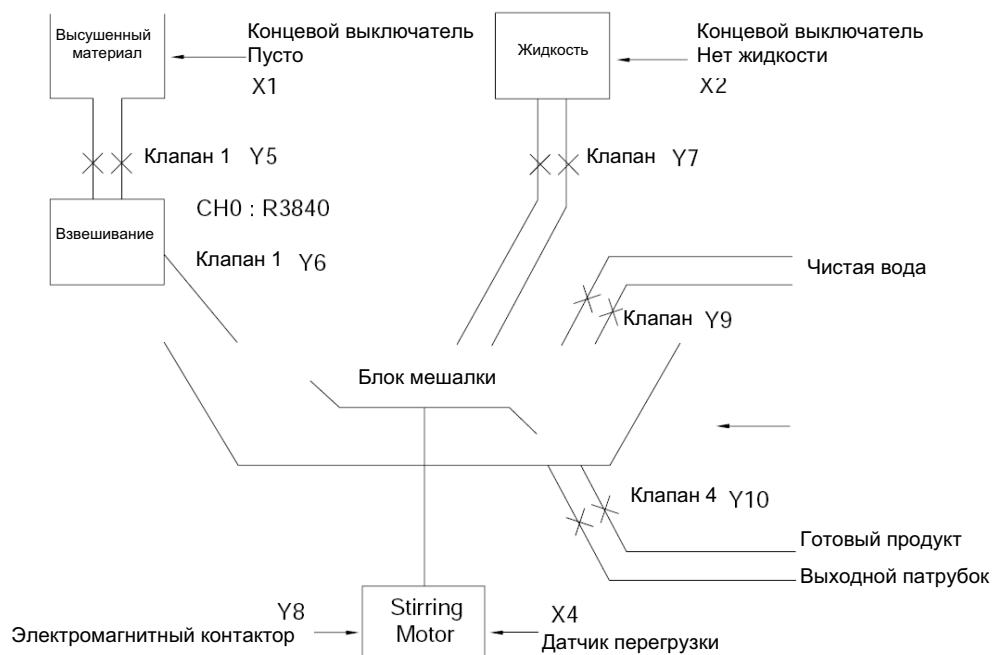 Высушенный
материал
Концевой выключатель
Пусто
X1
Жидкость
Концевой выключатель
Нет жидкости
X2
Клапан 1 Y5
Клапан Y7
CH0 : R3840
Взвешивание
Клапан 1 Y6
Чистая вода
Клапан Y9
Блок мешалки
Клапан 4 Y10
Готовый продукт
Выходной патрубок
Y8
Электромагнитный контактор
Stirring
Motor
X4
Датчик перегрузки